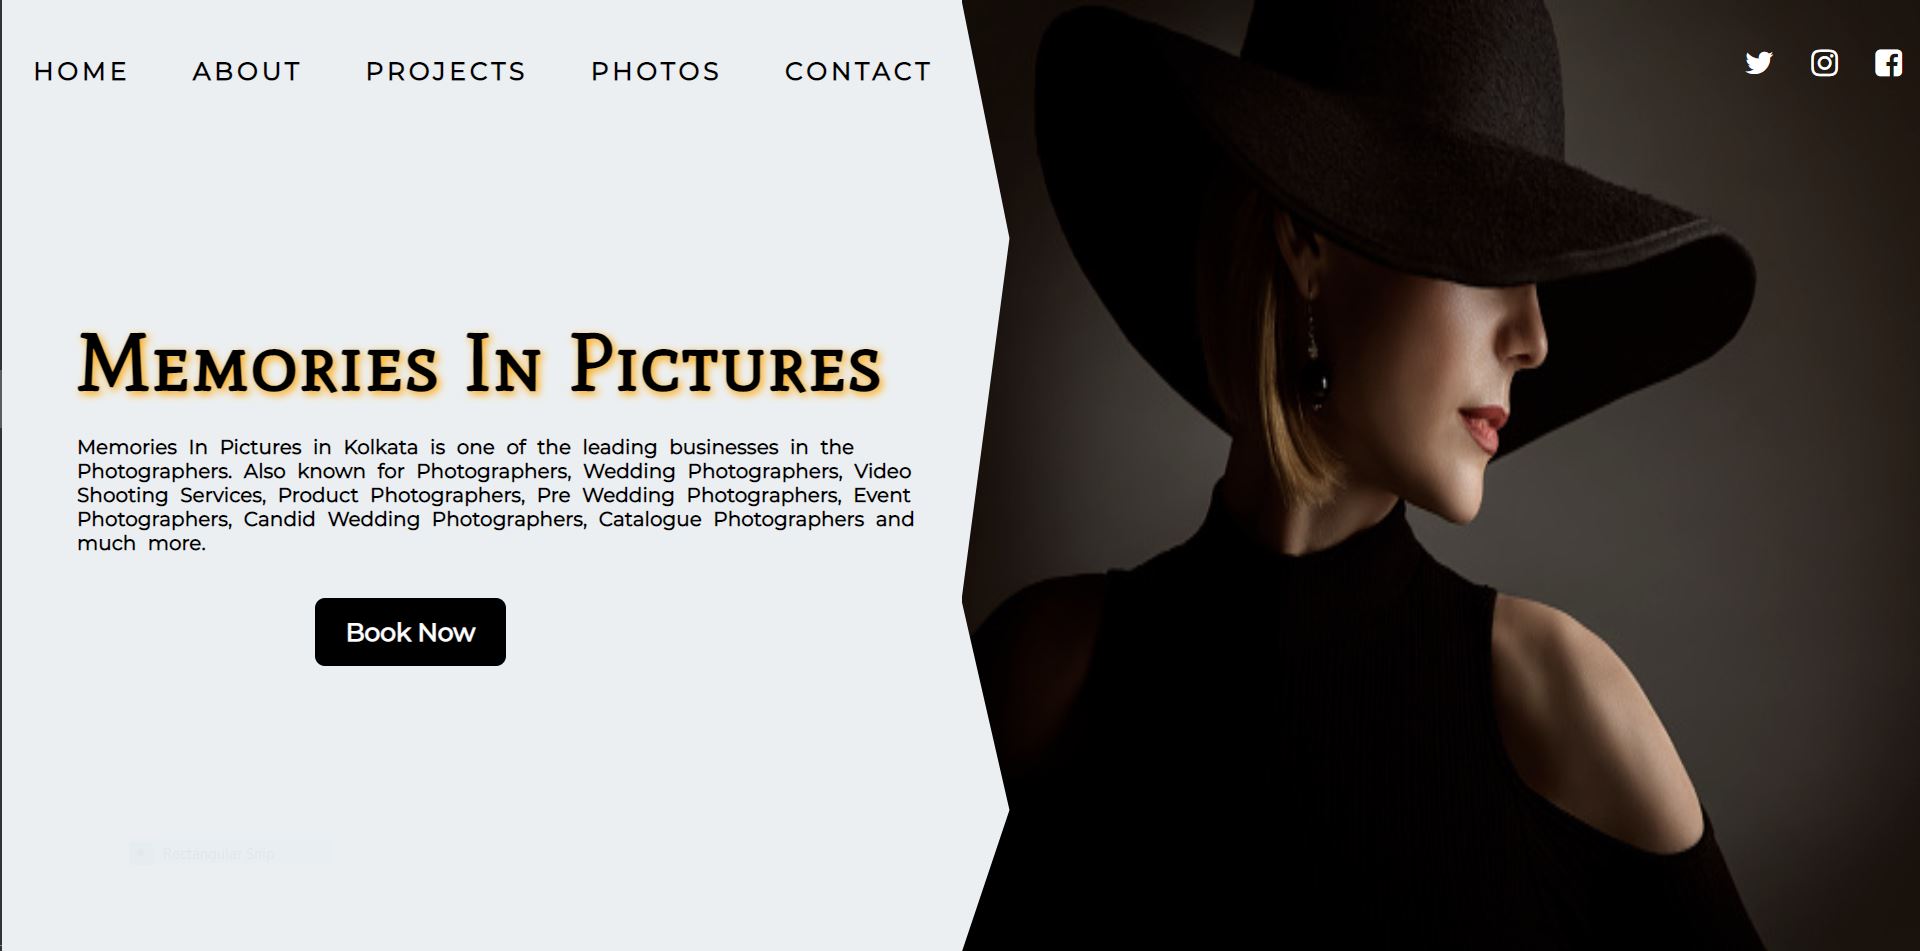 HOME ABOUT PROJECTS PHOTOS CONTACT
Memories In Pictures
Memories In Pictures in Kolkata is one of the leading businesses in the
Photographers. Also known for Photographers, Wedding Photographers, Video
Shooting Services, Product Photographers, Pre Wedding Photographers, Event
Photographers, Candid Wedding Photographers, Catalogue Photographers and
much more.
Book Now
Rectangular Snip